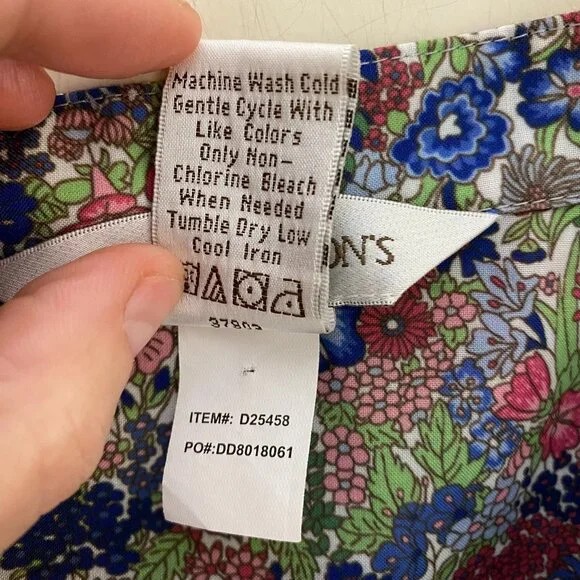 Machine Wash Cold
Gentle Cycle With
Like Colors
Only Non-
Chlorine Bleach
When Needed
Tumble Dry Low
Cool Iron
ON'S
ITEM#: D25458
PO#:DD8018061